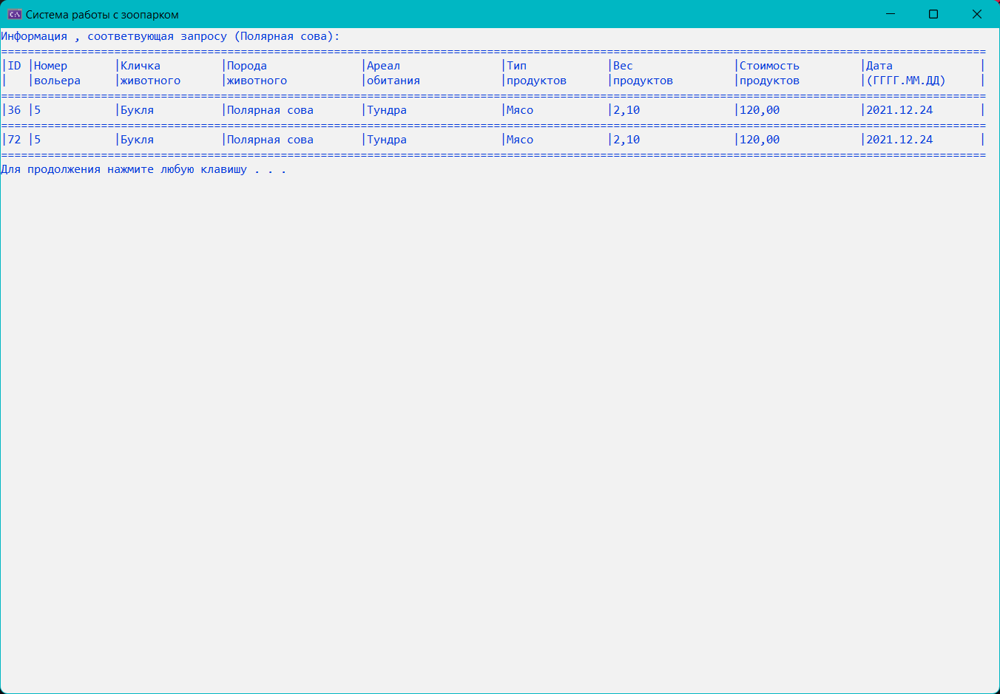 Система работы с зоопарком
Информация , соответвующая запросу (Полярная сова):
====================================================================================================================================================
|ID |Номер       |Кличка         |Порода              |Ареал               |Тип            |Вес               |Стоимость         |Дата             |
|   |вольера     |животного      |животного           |обитания            |продуктов      |продуктов         |продуктов         |(ГГГГ.ММ.ДД)     |
====================================================================================================================================================
|36 |5           |Букля          |Полярная сова       |Тундра              |Мясо           |2,10              |120,00            |2021.12.24       |
====================================================================================================================================================
|72 |5           |Букля          |Полярная сова       |Тундра              |Мясо           |2,10              |120,00            |2021.12.24       |
====================================================================================================================================================
Для продолжения нажмите любую клавишу . . .